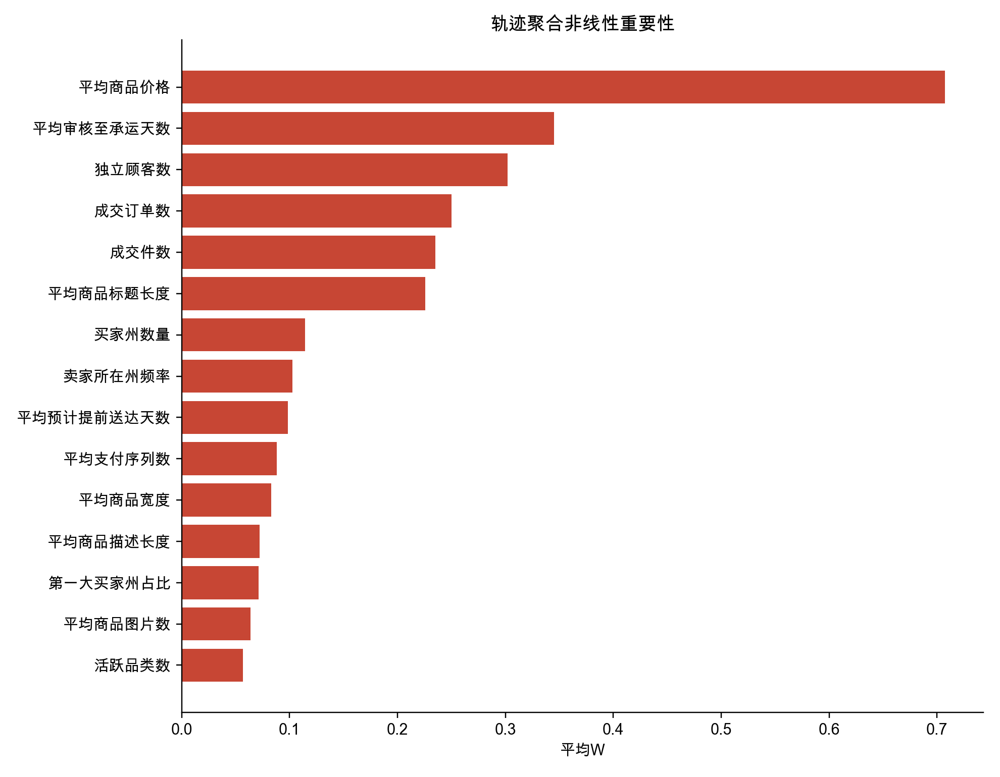 轨迹聚合非线性重要性
平均商品价格
平均审核至承运天数
独立顾客数
成交订单数
成交件数
平均商品标题长度
买家州数量
卖家所在州频率
平均预计提前送达天数
平均支付序列数
平均商品宽度
平均商品描述长度
第一大买家州占比
平均商品图片数
活跃品类数
0.0 0.1 0.2 0.3 0.4 0.5 0.6 0.7
平均W